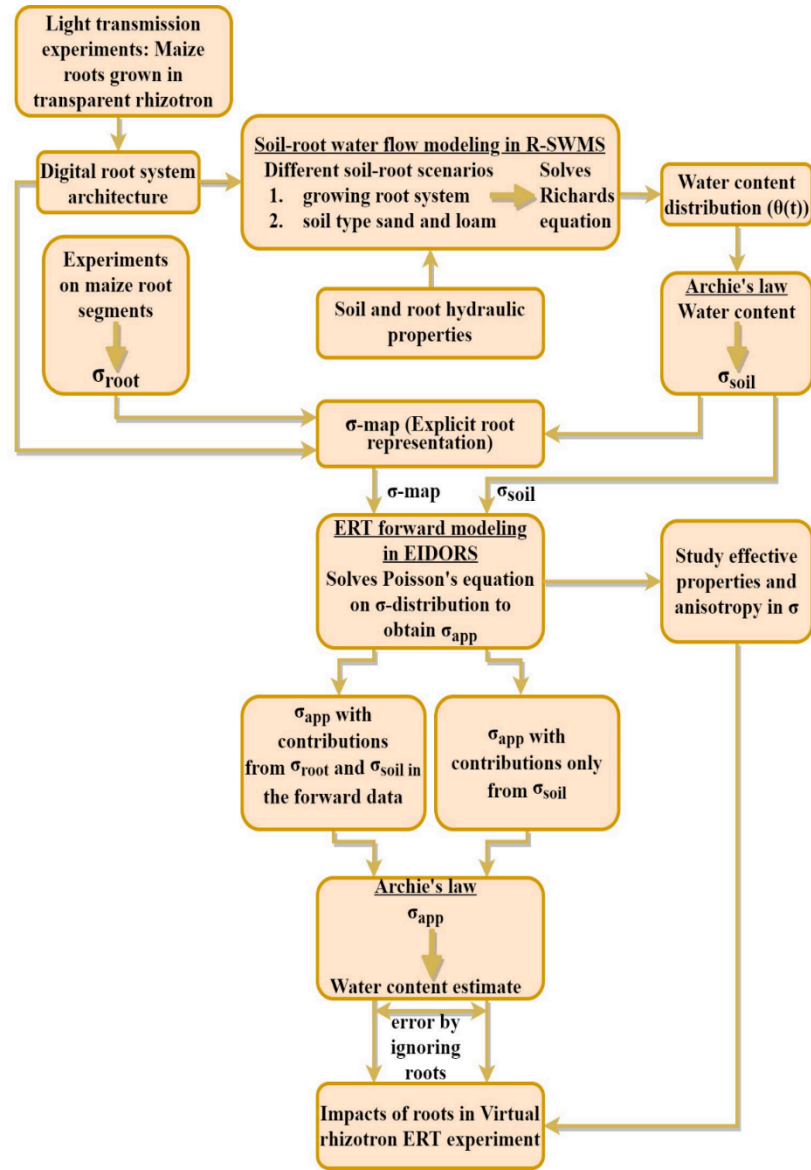 Light transmission
experiments: Maize
roots grown in
transparent rhizotron
Digital root system
architecture
Soil-root water flow modeling in R-SWMS
Different soil-root scenarios
1. growing root system
2. soil type sand and loam
Solves
Richards
equation
Water content
distribution (θ(t))
Experiments
on maize root
segments
σroot
Soil and root hydraulic
properties
Archie's law
Water content
σsoil
σ-map (Explicit root
representation)
σ-map
σsoil
ERT forward modeling
in EIDORS
Solves Poisson's equation
on σ-distribution to
obtain σapp
Study effective
properties and
anisotropy in σ
σapp with
contributions
from σroot and σsoil in
the forward data
σapp with
contributions only
from σsoil
Archie's law
σapp
Water content estimate
error by
ignoring
roots
Impacts of roots in Virtual
rhizotron ERT experiment